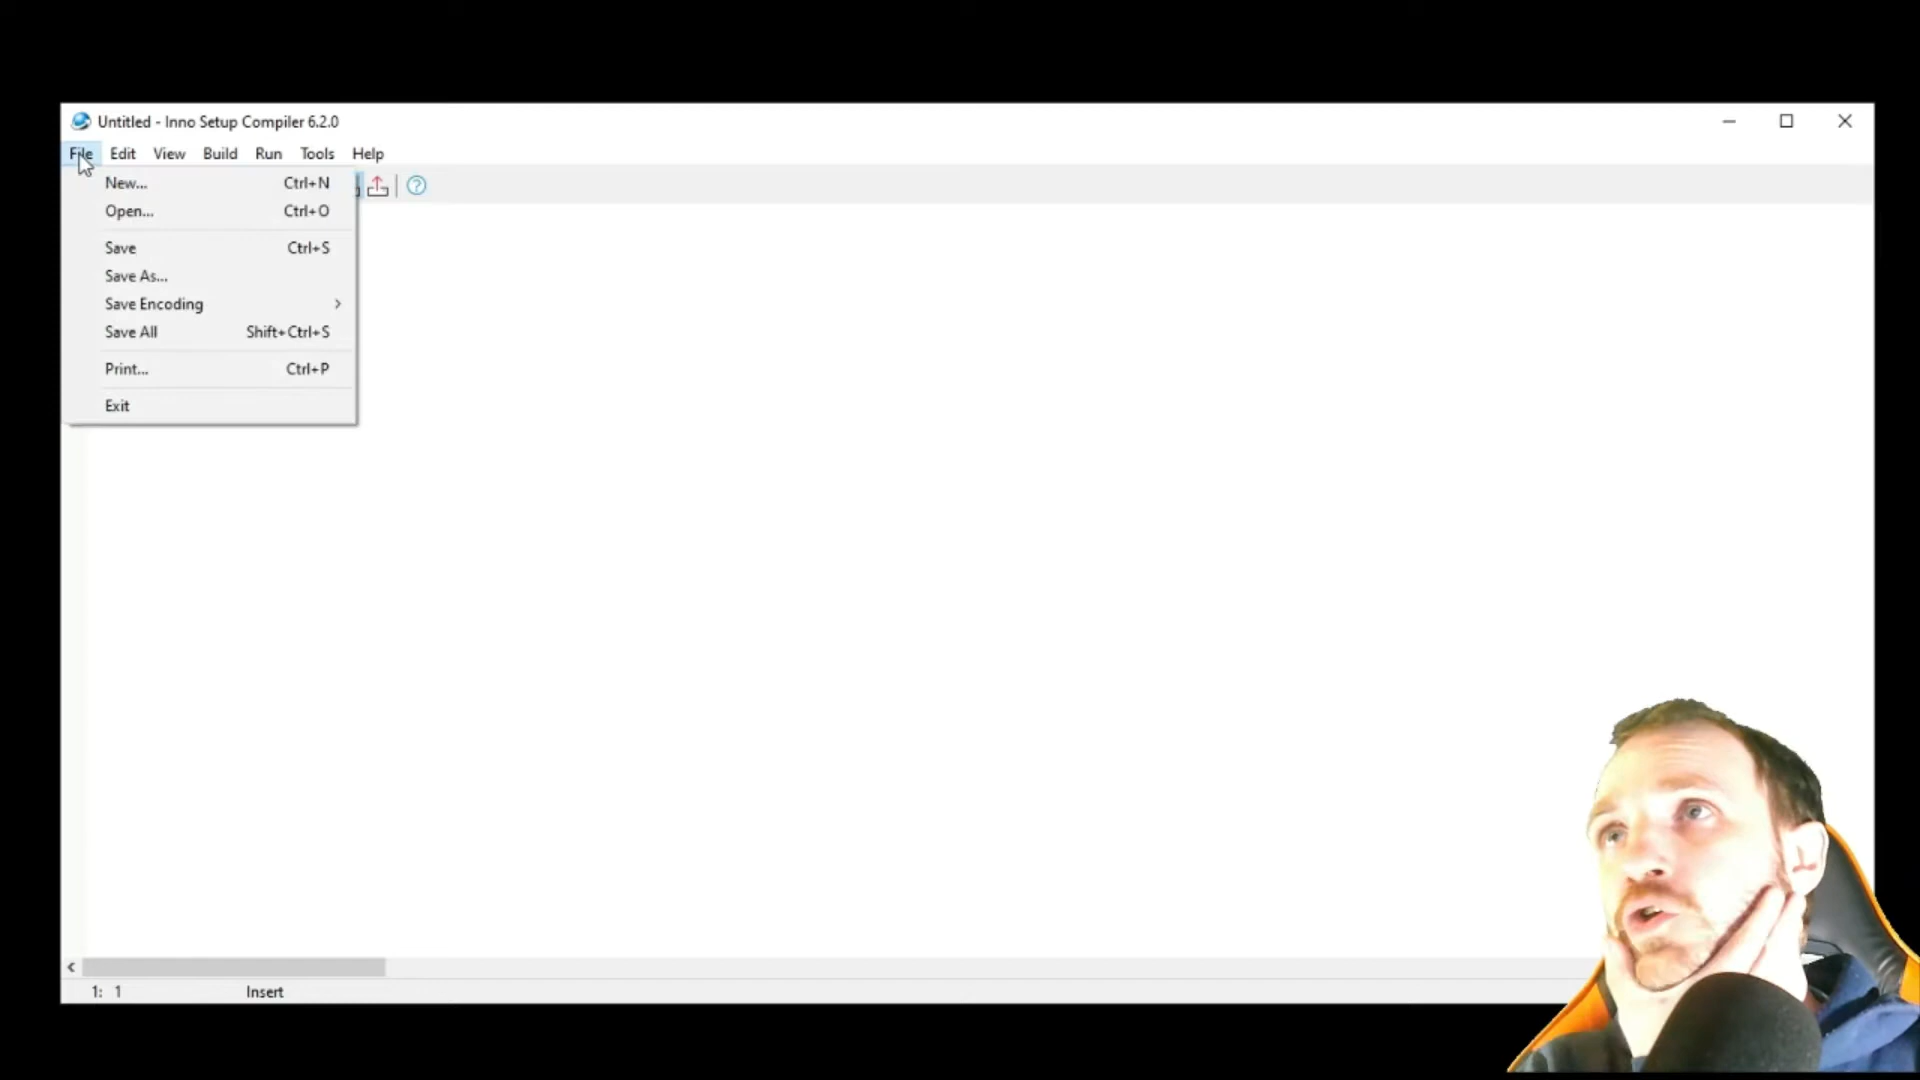 Untitled - Inno Setup Compiler 6.2.0
File Edit View Build Run Tools Help
New... Ctrl+N
Open... Ctrl+O
Save Ctrl+S
Save As...
Save Encoding
Save All Shift+Ctrl+S
Print... Ctrl+P
Exit
1: 1 Insert